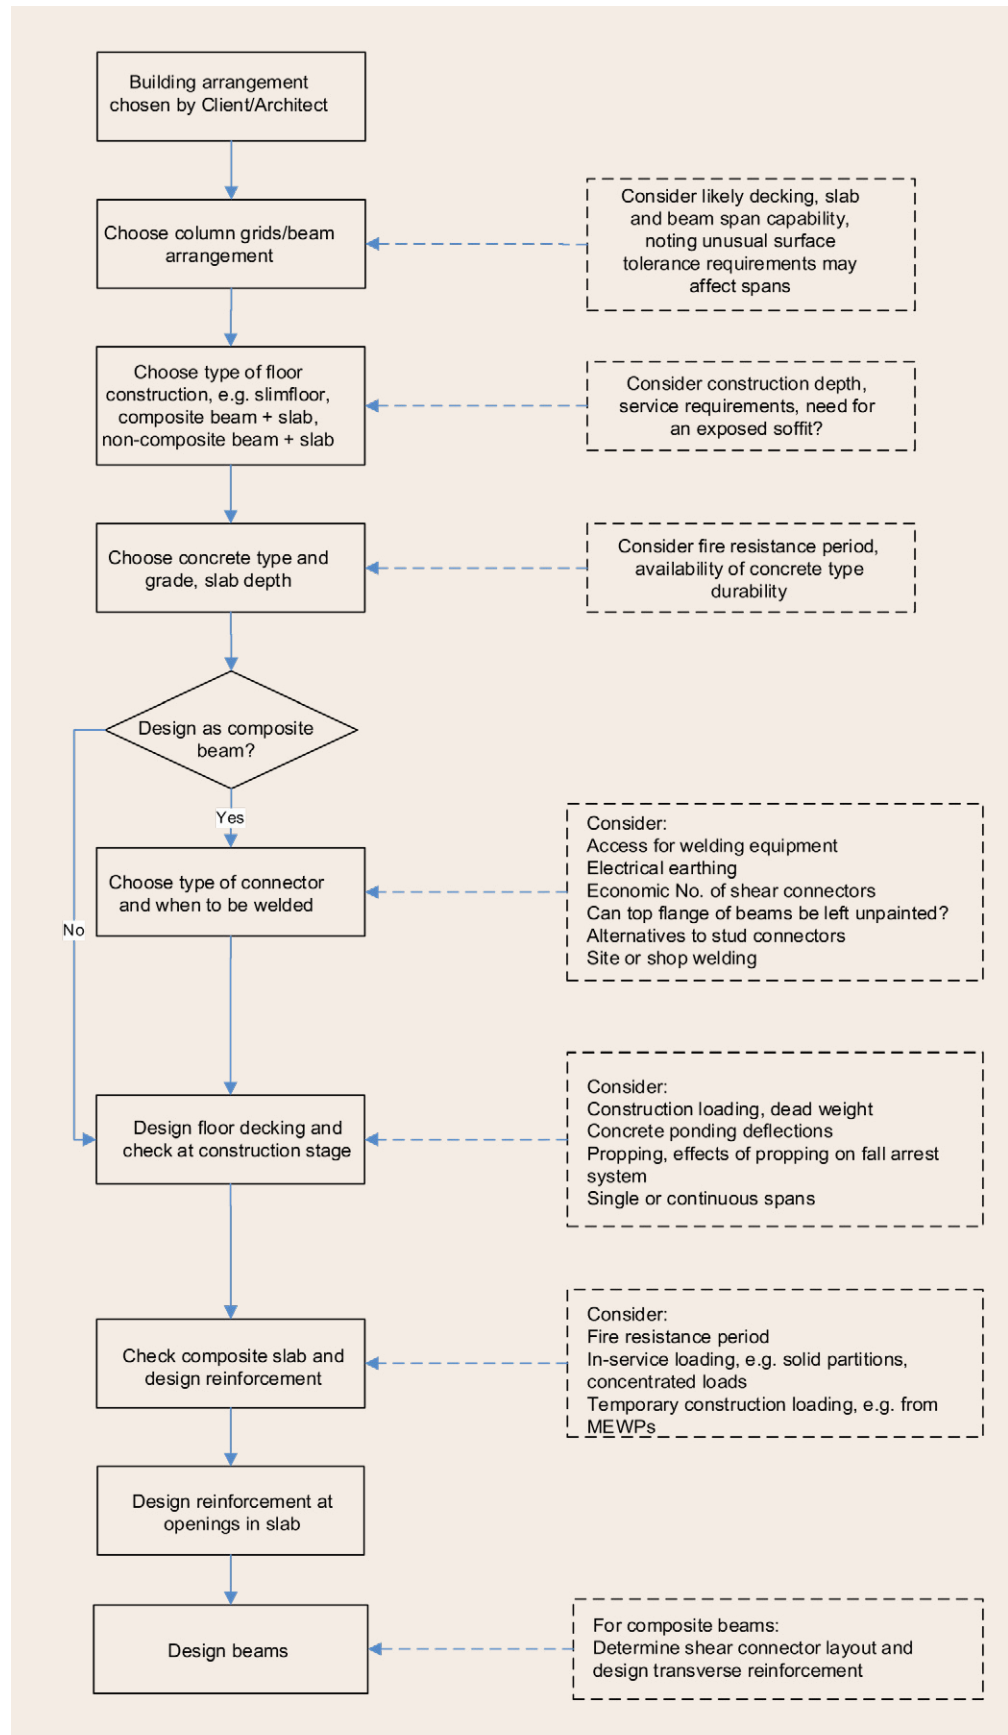 Building arrangement
chosen by Client/Architect
Choose column grids/beam
arrangement
Consider likely decking, slab
and beam span capability,
noting unusual surface
tolerance requirements may
affect spans
Choose type of floor
construction, e.g. slimfloor,
composite beam + slab,
non-composite beam + slab
Consider construction depth,
service requirements, need for
an exposed soffit?
Choose concrete type and
grade, slab depth
Consider fire resistance period,
availability of concrete type
durability
Design as composite
beam?
Yes
No
Choose type of connector
and when to be welded
Consider:
Access for welding equipment
Electrical earthing
Economic No. of shear connectors
Can top flange of beams be left unpainted?
Alternatives to stud connectors
Site or shop welding
Design floor decking and
check at construction stage
Consider:
Construction loading, dead weight
Concrete ponding deflections
Propping, effects of propping on fall arrest
system
Single or continuous spans
Check composite slab and
design reinforcement
Consider:
Fire resistance period
In-service loading, e.g. solid partitions,
concentrated loads
Temporary construction loading, e.g. from
MEWPs
Design reinforcement at
openings in slab
Design beams
For composite beams:
Determine shear connector layout and
design transverse reinforcement